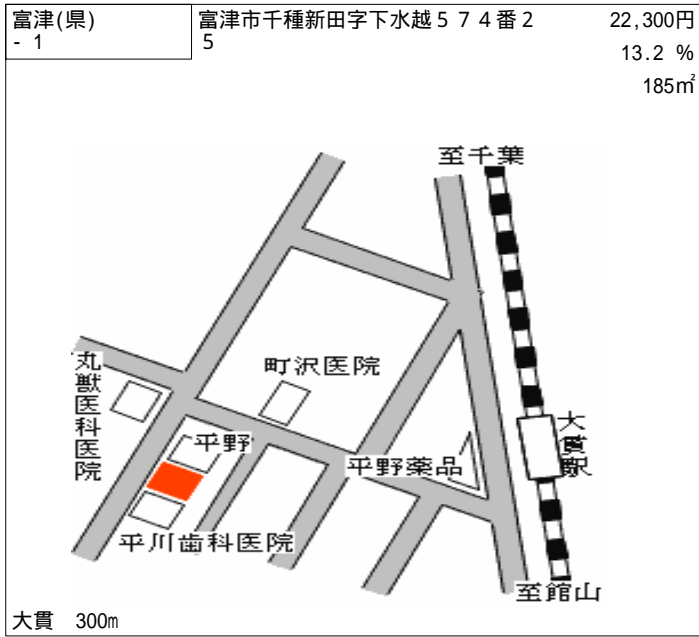 富津(県)
- 1
富津市千種新田字下水越５７４番２
５
22,300円
13.2 %
185㎡
至千葉
丸獣医科医院
町沢医院
大貫駅
平野
平野薬品
平川歯科医院
至館山
大貫 300m